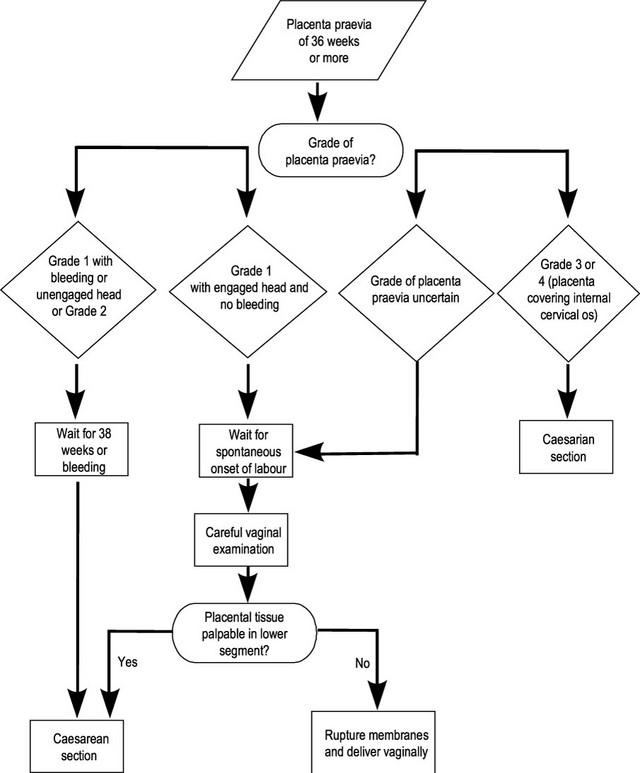 Placenta praevia
of 36 weeks
or more
Grade of
placenta praevia?
Grade 1 with
bleeding or
unengaged head
or Grade 2
Grade 1
with engaged head and
no bleeding
Grade of placenta
praevia uncertain
Grade 3 or
4 (placenta
covering internal
cervical os)
Wait for 38
weeks or
bleeding
Wait for
spontaneous
onset of labour
Caesarian
section
Careful vaginal
examination
Placental tissue
palpable in lower
segment?
Yes
No
Caesarean
section
Rupture membranes
and deliver vaginally